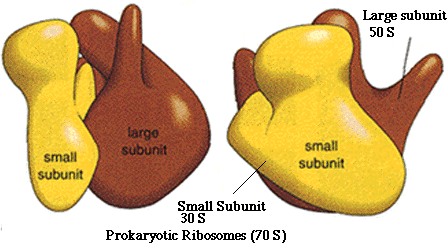 Large subunit
50 S
large
subunit
small
subunit
small
subunit
Small Subunit
30 S
Prokaryotic Ribosomes (70 S)